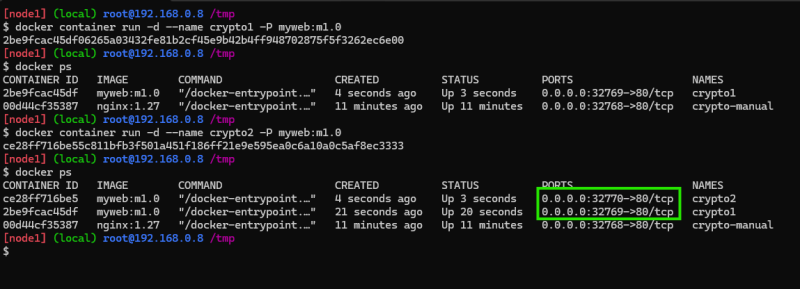 [node1] (local) root@192.168.0.8 /tmp
$ docker container run -d --name crypto1 -P myweb:m1.0
2be9fcac45df06265a03432fe81b2cf45e9b42b4ff948702875f5f3262ec6e00
[node1] (local) root@192.168.0.8 /tmp
$ docker ps
CONTAINER ID IMAGE COMMAND CREATED STATUS PORTS NAMES
2be9fcac45df myweb:m1.0 "/docker-entrypoint.…" 4 seconds ago Up 3 seconds 0.0.0.0:32769->80/tcp crypto1
00d44cf35387 nginx:1.27 "/docker-entrypoint.…" 11 minutes ago Up 11 minutes 0.0.0.0:32768->80/tcp crypto-manual
[node1] (local) root@192.168.0.8 /tmp
$ docker container run -d --name crypto2 -P myweb:m1.0
ce28ff716be55c811bfb3f501a451f186ff21e9e595ea0c6a10a0c5af8ec3333
[node1] (local) root@192.168.0.8 /tmp
$ docker ps
CONTAINER ID IMAGE COMMAND CREATED STATUS PORTS NAMES
ce28ff716be5 myweb:m1.0 "/docker-entrypoint.…" 4 seconds ago Up 3 seconds 0.0.0.0:32770->80/tcp crypto2
2be9fcac45df myweb:m1.0 "/docker-entrypoint.…" 21 seconds ago Up 20 seconds 0.0.0.0:32769->80/tcp crypto1
00d44cf35387 nginx:1.27 "/docker-entrypoint.…" 11 minutes ago Up 11 minutes 0.0.0.0:32768->80/tcp crypto-manual
[node1] (local) root@192.168.0.8 /tmp
$